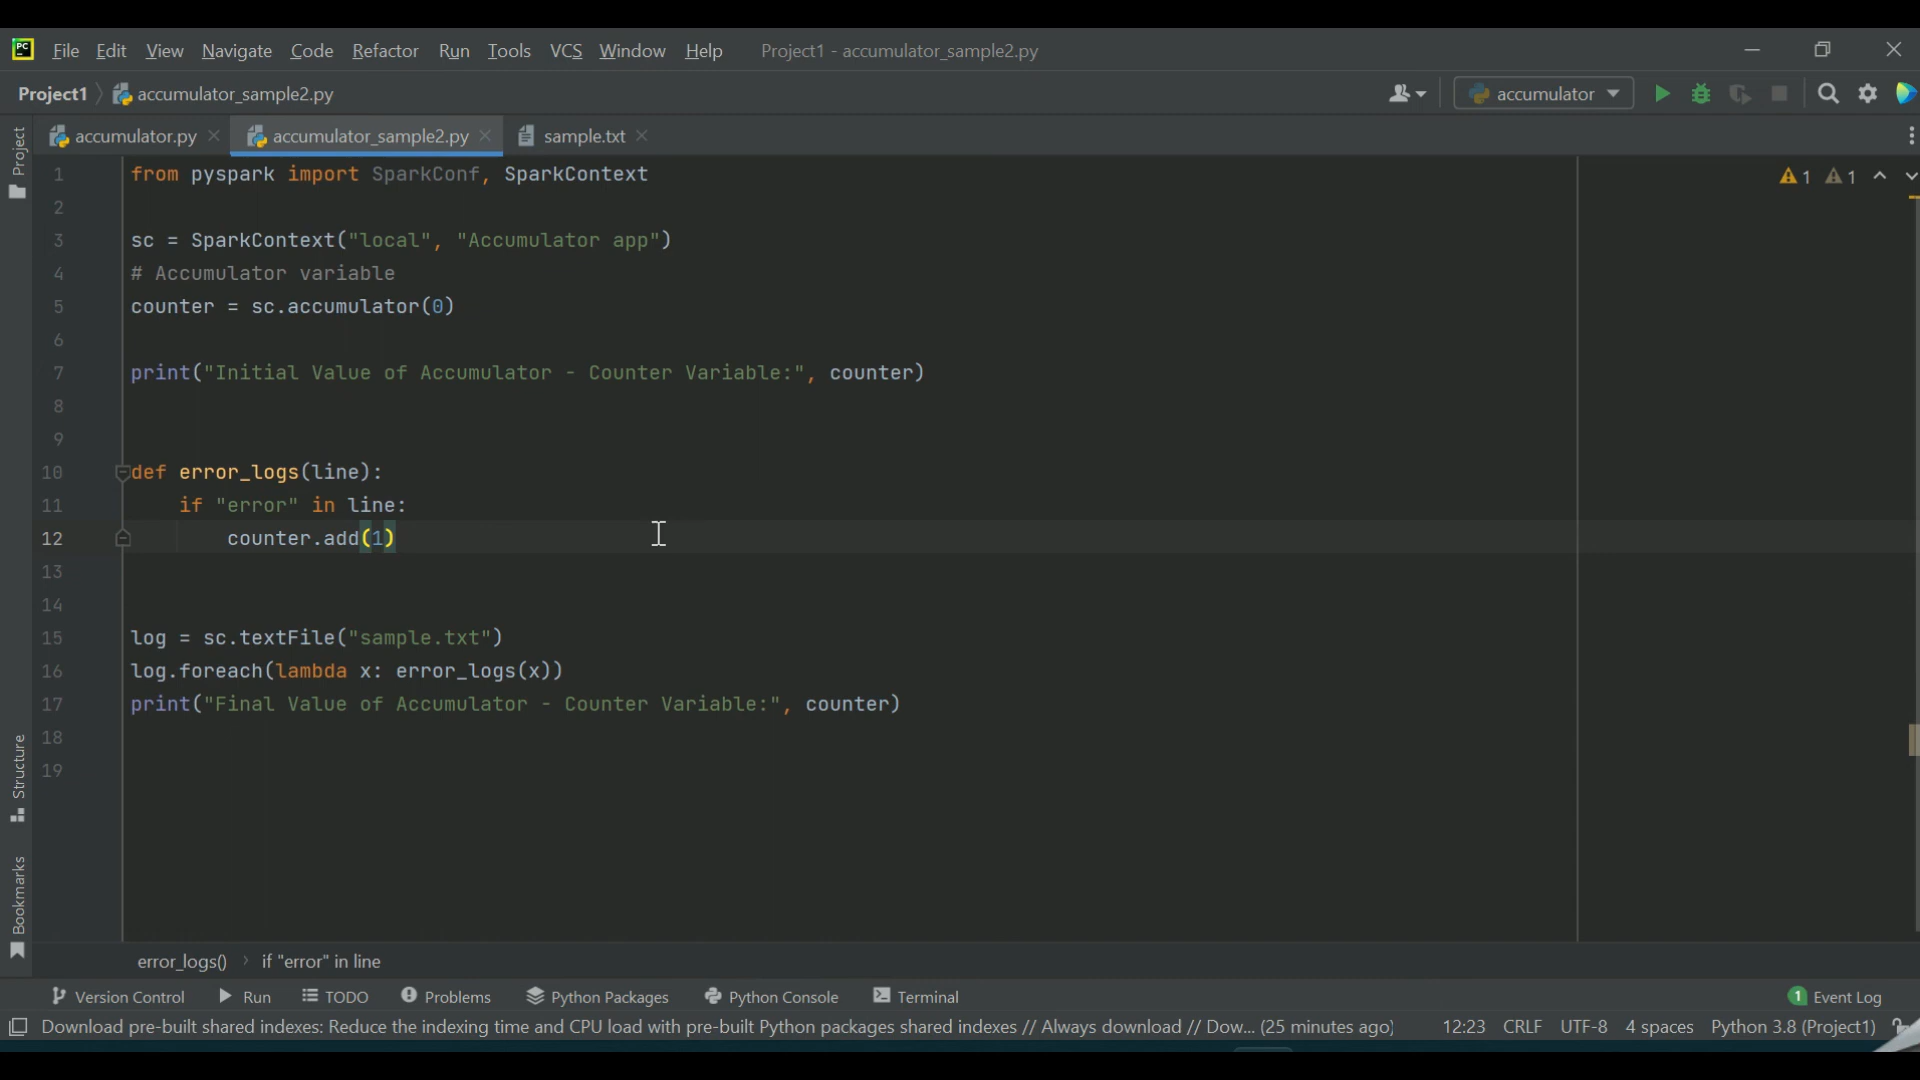 PC File Edit View Navigate Code Refactor Run Tools VCS Window Help Project1 - accumulator_sample2.py
Project1 accumulator_sample2.py accumulator
accumulator.py accumulator_sample2.py sample.txt
Project
Structure
Bookmarks
1 from pyspark import SparkConf, SparkContext
1 1
2
3 sc = SparkContext("local", "Accumulator app")
4 # Accumulator variable
5 counter = sc.accumulator(0)
6
7 print("Initial Value of Accumulator - Counter Variable:", counter)
8
9
10 def error_logs(line):
11 if "error" in line:
12 counter.add(1)
13
14
15 log = sc.textFile("sample.txt")
16 log.foreach(lambda x: error_logs(x))
17 print("Final Value of Accumulator - Counter Variable:", counter)
18
19
error_logs() if "error" in line
Version Control Run TODO Problems Python Packages Python Console Terminal 1 Event Log
Download pre-built shared indexes: Reduce the indexing time and CPU load with pre-built Python packages shared indexes // Always download // Dow... (25 minutes ago) 12:23 CRLF UTF-8 4 spaces Python 3.8 (Project1)